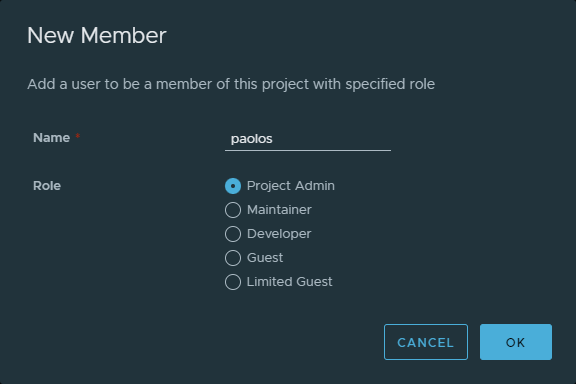 New Member
Add a user to be a member of this project with specified role
Name *
paolos
Role
Project Admin
Maintainer
Developer
Guest
Limited Guest
CANCEL
OK